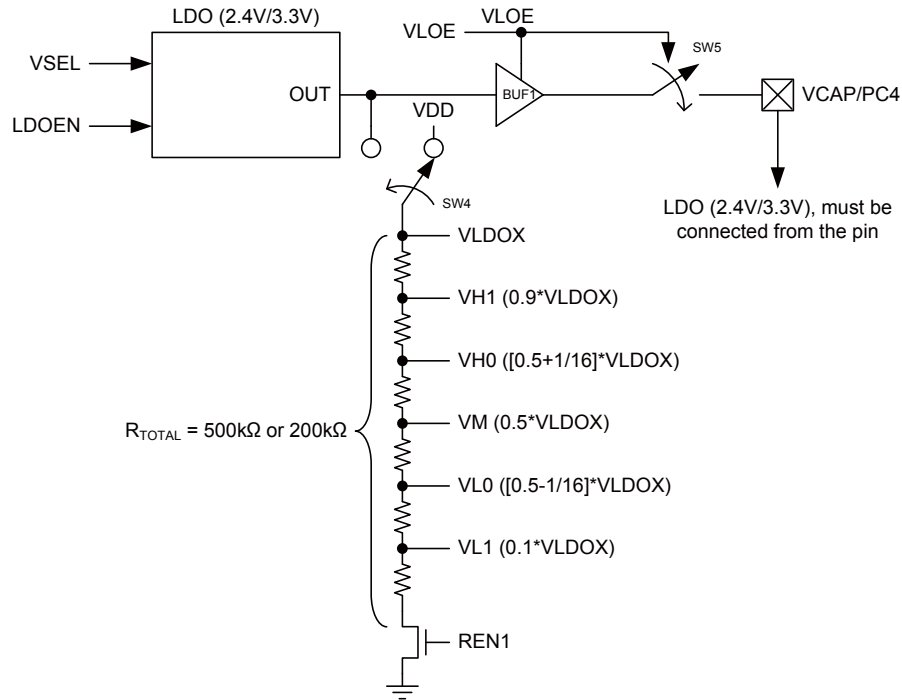 LDO (2.4V/3.3V)
VLOE
VLOE
SW5
VSEL
OUT
BUF1
VCAP/PC4
LDOEN
VDD
SW4
LDO (2.4V/3.3V), must be
connected from the pin
VLDOX
VH1 (0.9*VLDOX)
VH0 ([0.5+1/16]*VLDOX)
RTOTAL = 500kΩ or 200kΩ
VM (0.5*VLDOX)
VL0 ([0.5-1/16]*VLDOX)
VL1 (0.1*VLDOX)
REN1